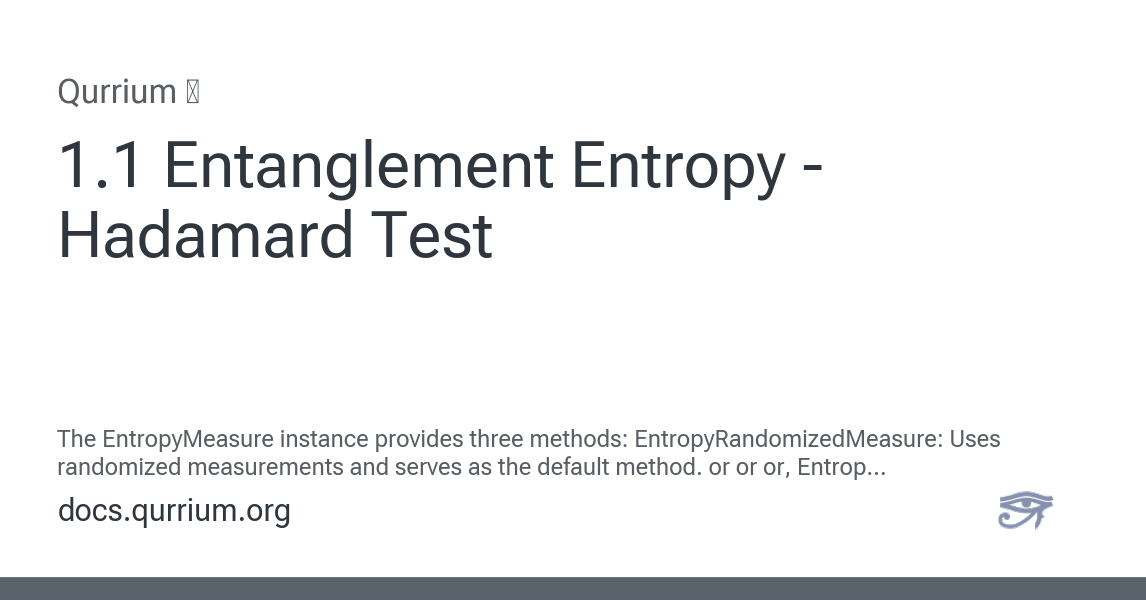 Qurrium
1.1 Entanglement Entropy -
Hadamard Test
The EntropyMeasure instance provides three methods: EntropyRandomizedMeasure: Uses
randomized measurements and serves as the default method. or or or, Entrop...
docs.qurrium.org